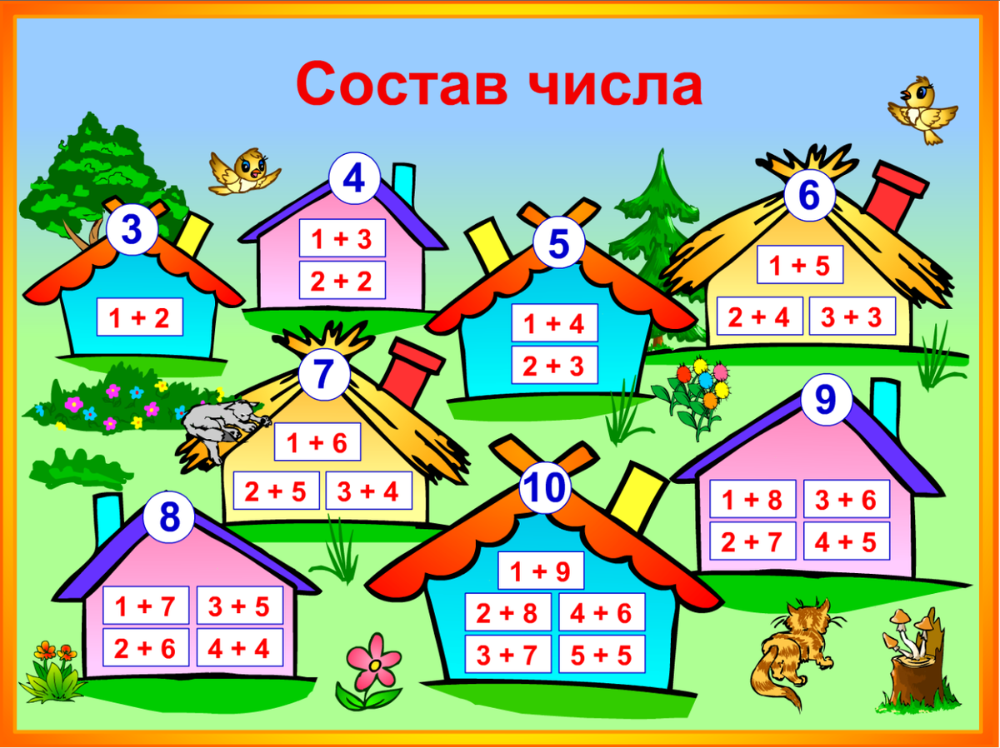 Состав числа
3
1 + 2
4
1 + 3
2 + 2
5
1 + 4
2 + 3
6
1 + 5
2 + 4 3 + 3
7
1 + 6
2 + 5 3 + 4
8
1 + 7 3 + 5
2 + 6 4 + 4
9
1 + 8 3 + 6
2 + 7 4 + 5
10
1 + 9
2 + 8 4 + 6
3 + 7 5 + 5